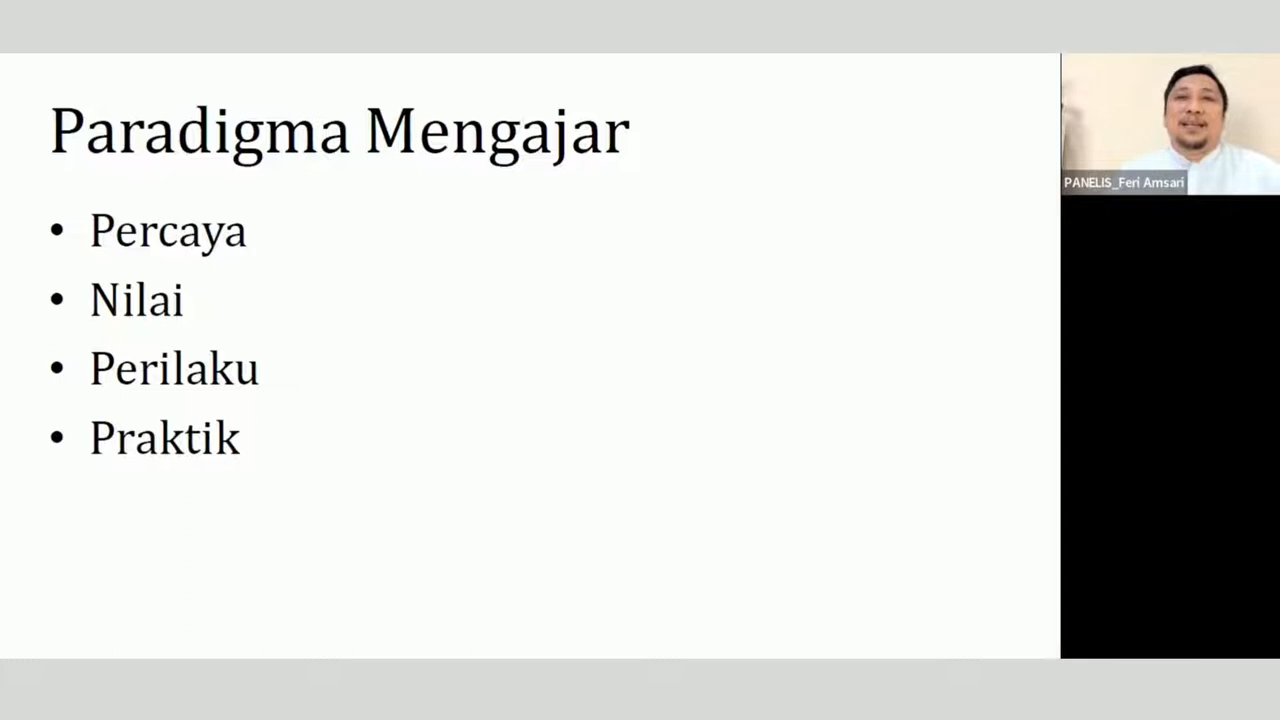 Paradigma Mengajar
• Percaya
• Nilai
• Perilaku
• Praktik
PANELIS_Feri Amsari